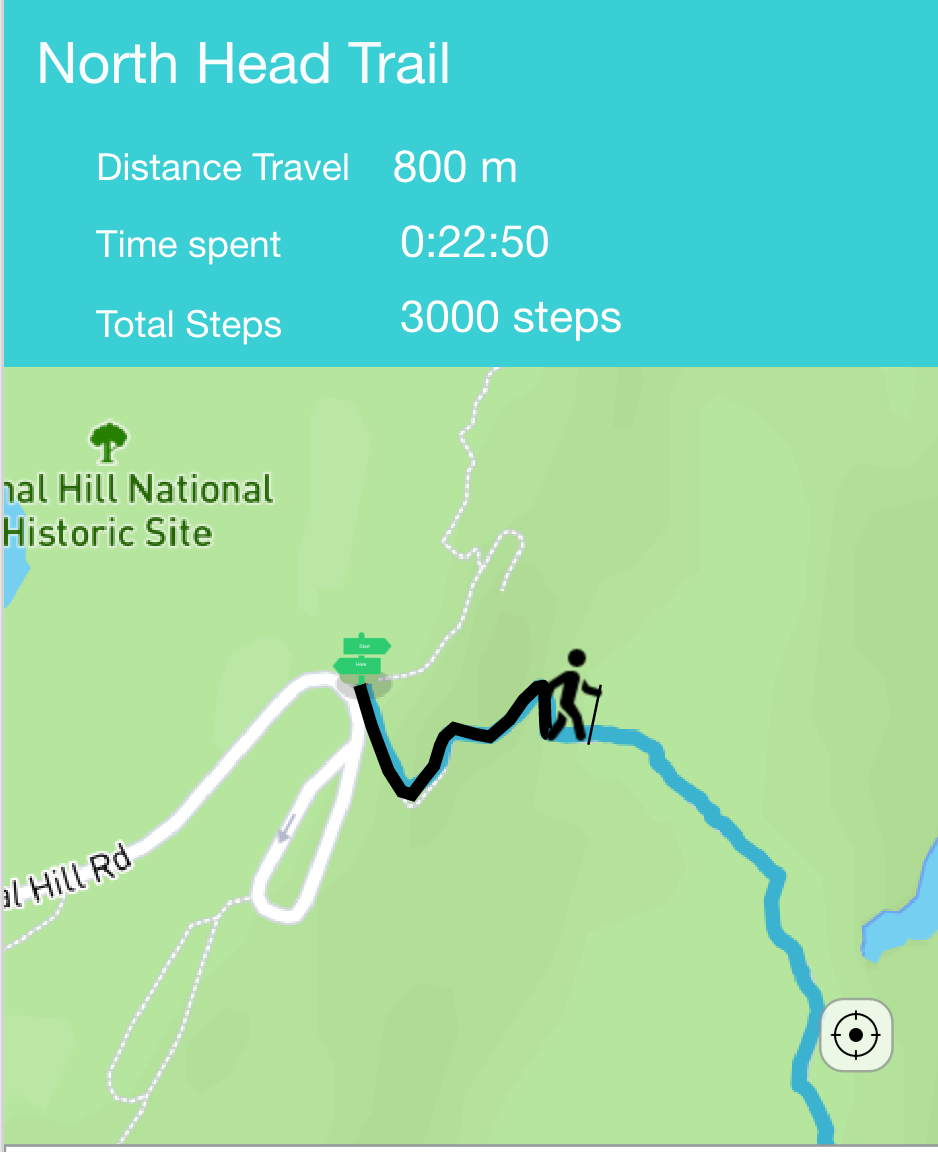 North Head Trail
Distance Travel 800 m
Time spent 0:22:50
Total Steps 3000 steps
nal Hill National
Historic Site
Start
Here
al Hill Rd